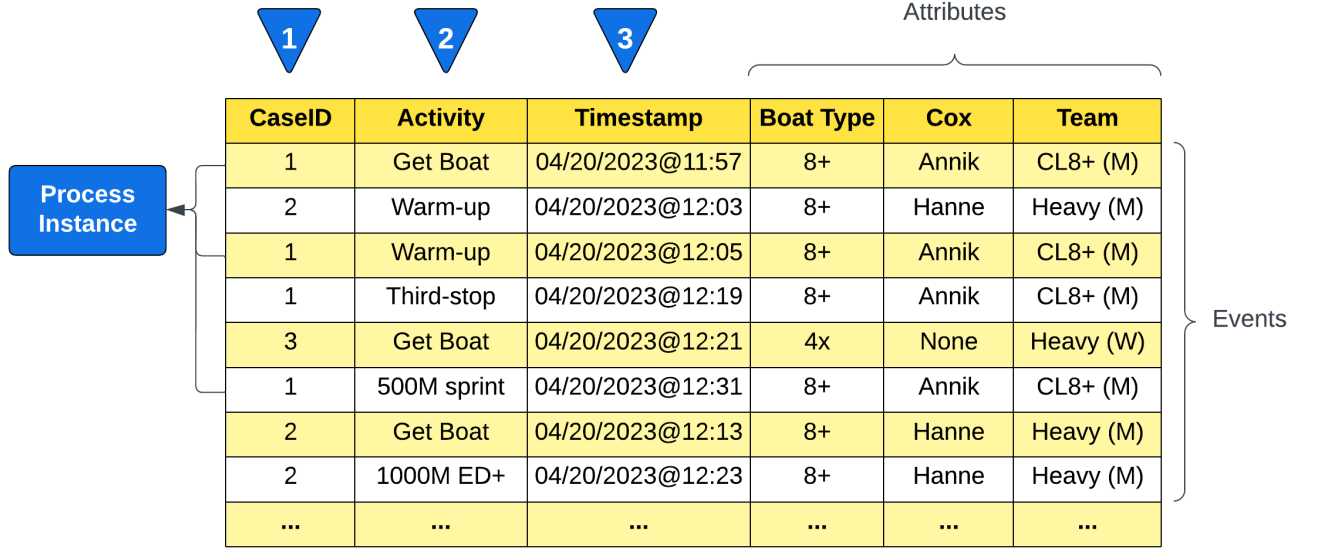 Attributes
1 2 3
CaseID Activity Timestamp Boat Type Cox Team
1 Get Boat 04/20/2023@11:57 8+ Annik CL8+ (M)
Process
Instance
2 Warm-up 04/20/2023@12:03 8+ Hanne Heavy (M)
1 Warm-up 04/20/2023@12:05 8+ Annik CL8+ (M)
1 Third-stop 04/20/2023@12:19 8+ Annik CL8+ (M)
Events
3 Get Boat 04/20/2023@12:21 4x None Heavy (W)
1 500M sprint 04/20/2023@12:31 8+ Annik CL8+ (M)
2 Get Boat 04/20/2023@12:13 8+ Hanne Heavy (M)
2 1000M ED+ 04/20/2023@12:23 8+ Hanne Heavy (M)
... ... ... ... ... ...